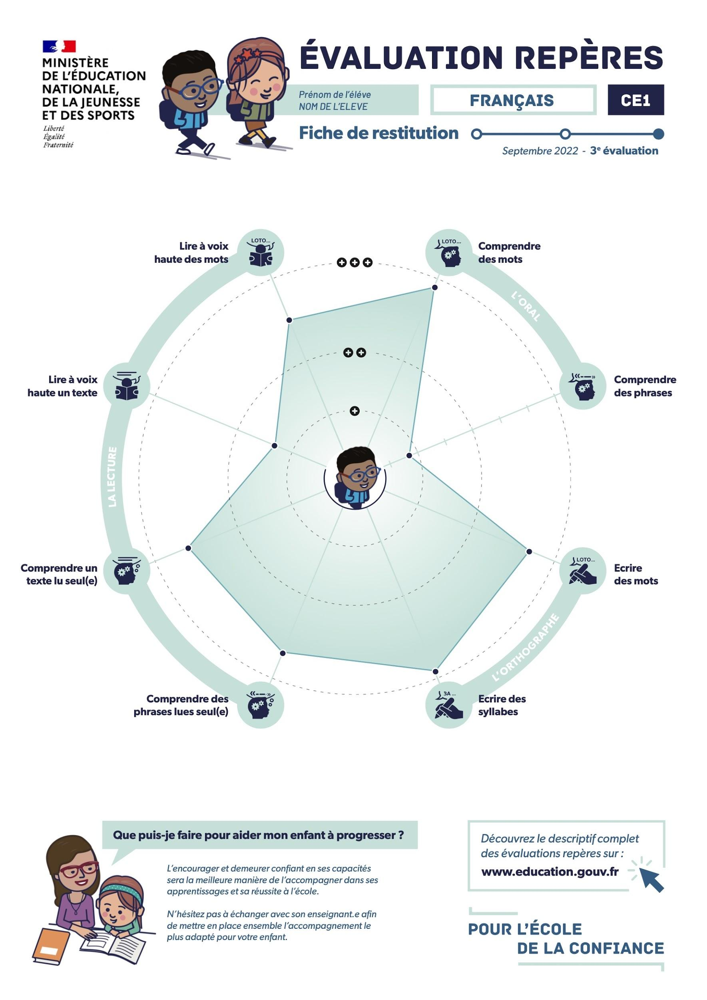 MINISTÈRE
DE L'ÉDUCATION
NATIONALE,
DE LA JEUNESSE
ET DES SPORTS
Liberté
Égalité
Fraternité
ÉVALUATION REPÈRES
Prénom de l'éléve
NOM DE L'ELEVE
FRANÇAIS
CE1
Fiche de restitution
Septembre 2022 - 3e évaluation
Lire à voix
haute des mots
LOTO...
LOTO...
Comprendre
des mots
L'ORAL
Lire à voix
haute un texte
Comprendre
des phrases
LA LECTURE
Comprendre un
texte lu seul(e)
LOTO...
Ecrire
des mots
L'ORTHOGRAPHE
Comprendre des
phrases lues seul(e)
Ecrire des
syllabes
Que puis-je faire pour aider mon enfant à progresser ?
L'encourager et demeurer confiant en ses capacités
sera la meilleure manière de l'accompagner dans ses
apprentissages et sa réussite à l'école.
N'hésitez pas à échanger avec son enseignant.e afin
de mettre en place ensemble l'accompagnement le
plus adapté pour votre enfant.
Découvrez le descriptif complet
des évaluations repères sur :
www.education.gouv.fr
POUR L'ÉCOLE
DE LA CONFIANCE